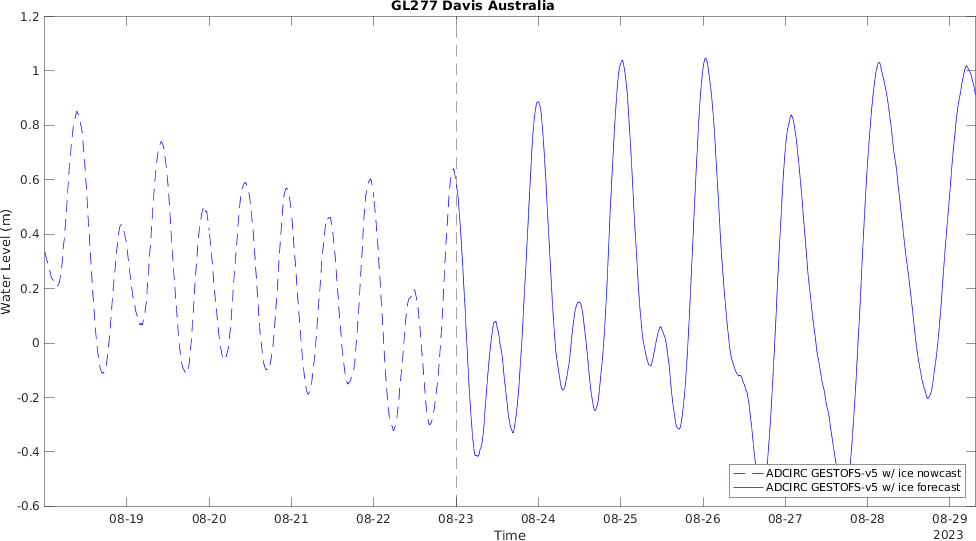 GL277 Davis Australia
1.2
1
0.8
0.6
0.4
0.2
0
-0.2
-0.4
-0.6
Water Level (m)
ADCIRC GESTOFS-v5 w/ ice nowcast
ADCIRC GESTOFS-v5 w/ ice forecast
08-19 08-20 08-21 08-22 08-23 08-24 08-25 08-26 08-27 08-28 08-29
2023
Time